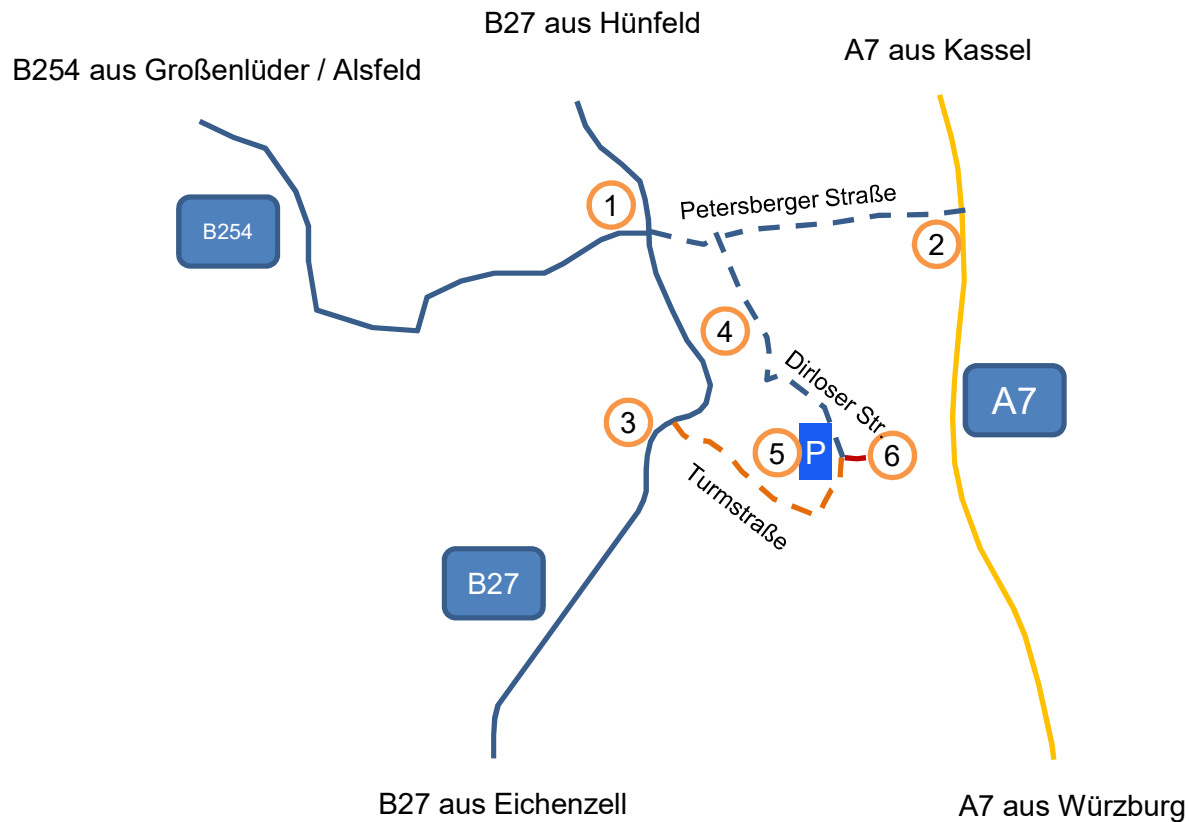 B27 aus Hünfeld
A7 aus Kassel
B254 aus Großenlüder / Alsfeld
Petersberger Straße
1
B254
2
4
Dirloser Str.
A7
3
5
P
6
Turmstraße
B27
B27 aus Eichenzell
A7 aus Würzburg